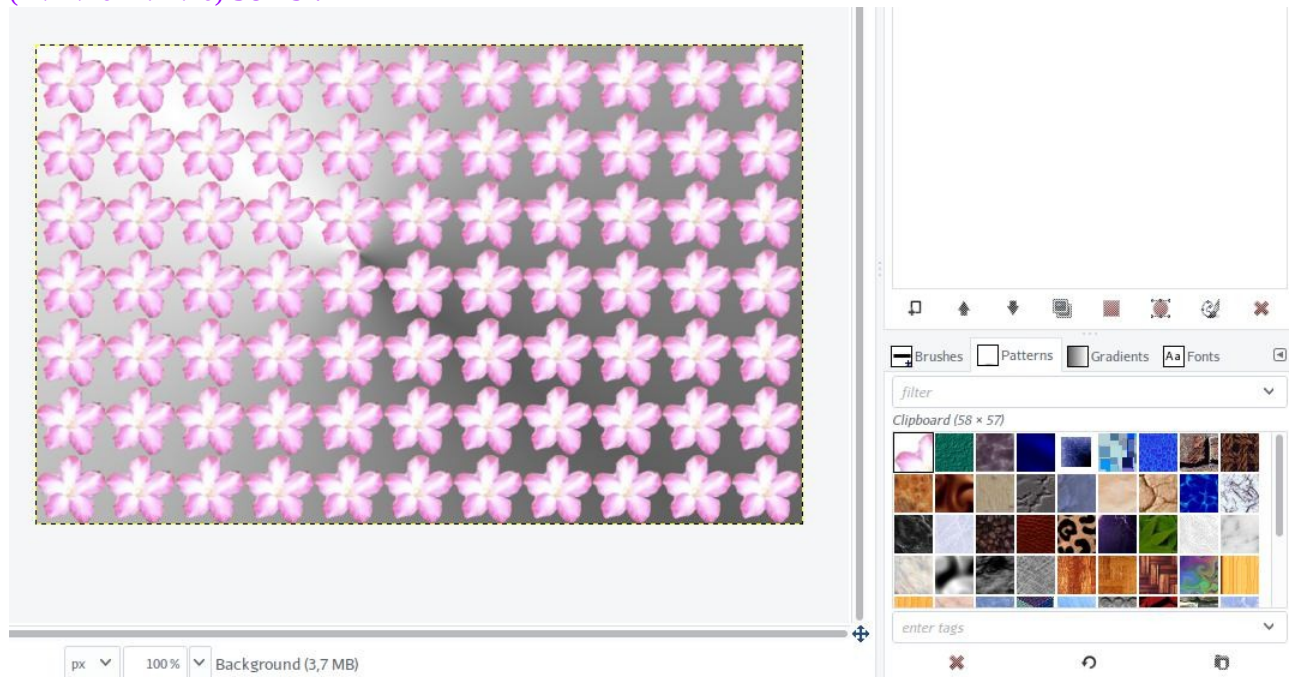 Brushes Patterns Gradients Aa Fonts
filter
Clipboard (58 × 57)
enter tags
px 100 % Background (3,7 MB)